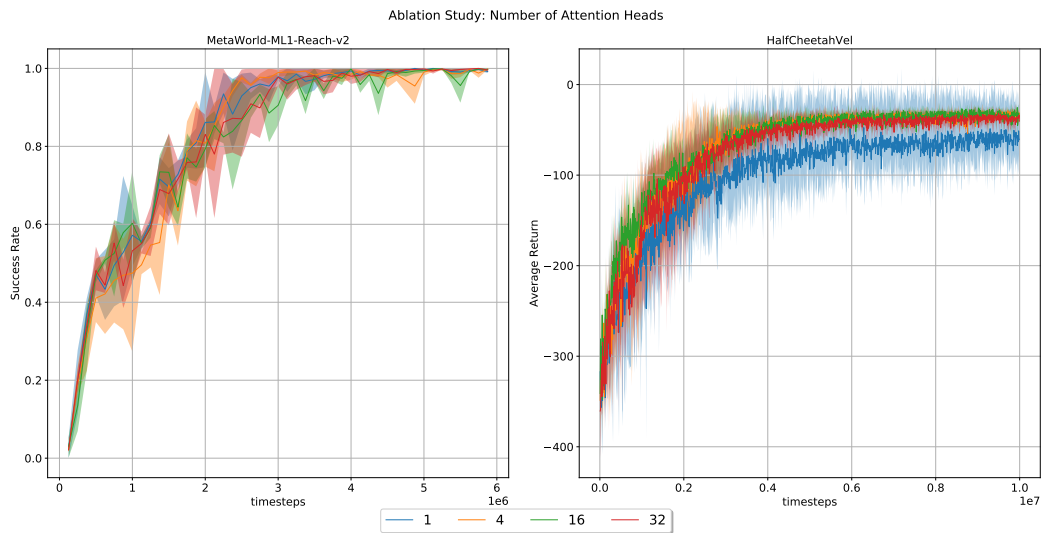 Ablation Study: Number of Attention Heads
MetaWorld-ML1-Reach-v2
Success Rate
1.0
0.8
0.6
0.4
0.2
0.0
0 1 2 3 4 5 6
1e6
timesteps
HalfCheetahVel
Average Return
0
−100
−200
−300
−400
0.0 0.2 0.4 0.6 0.8 1.0
1e7
timesteps
1 4 16 32